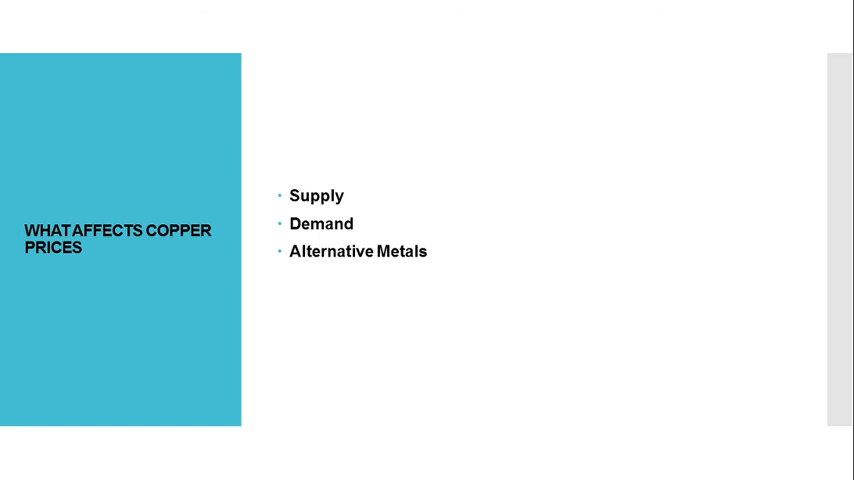 WHAT AFFECTS COPPER
PRICES
Supply
Demand
Alternative Metals